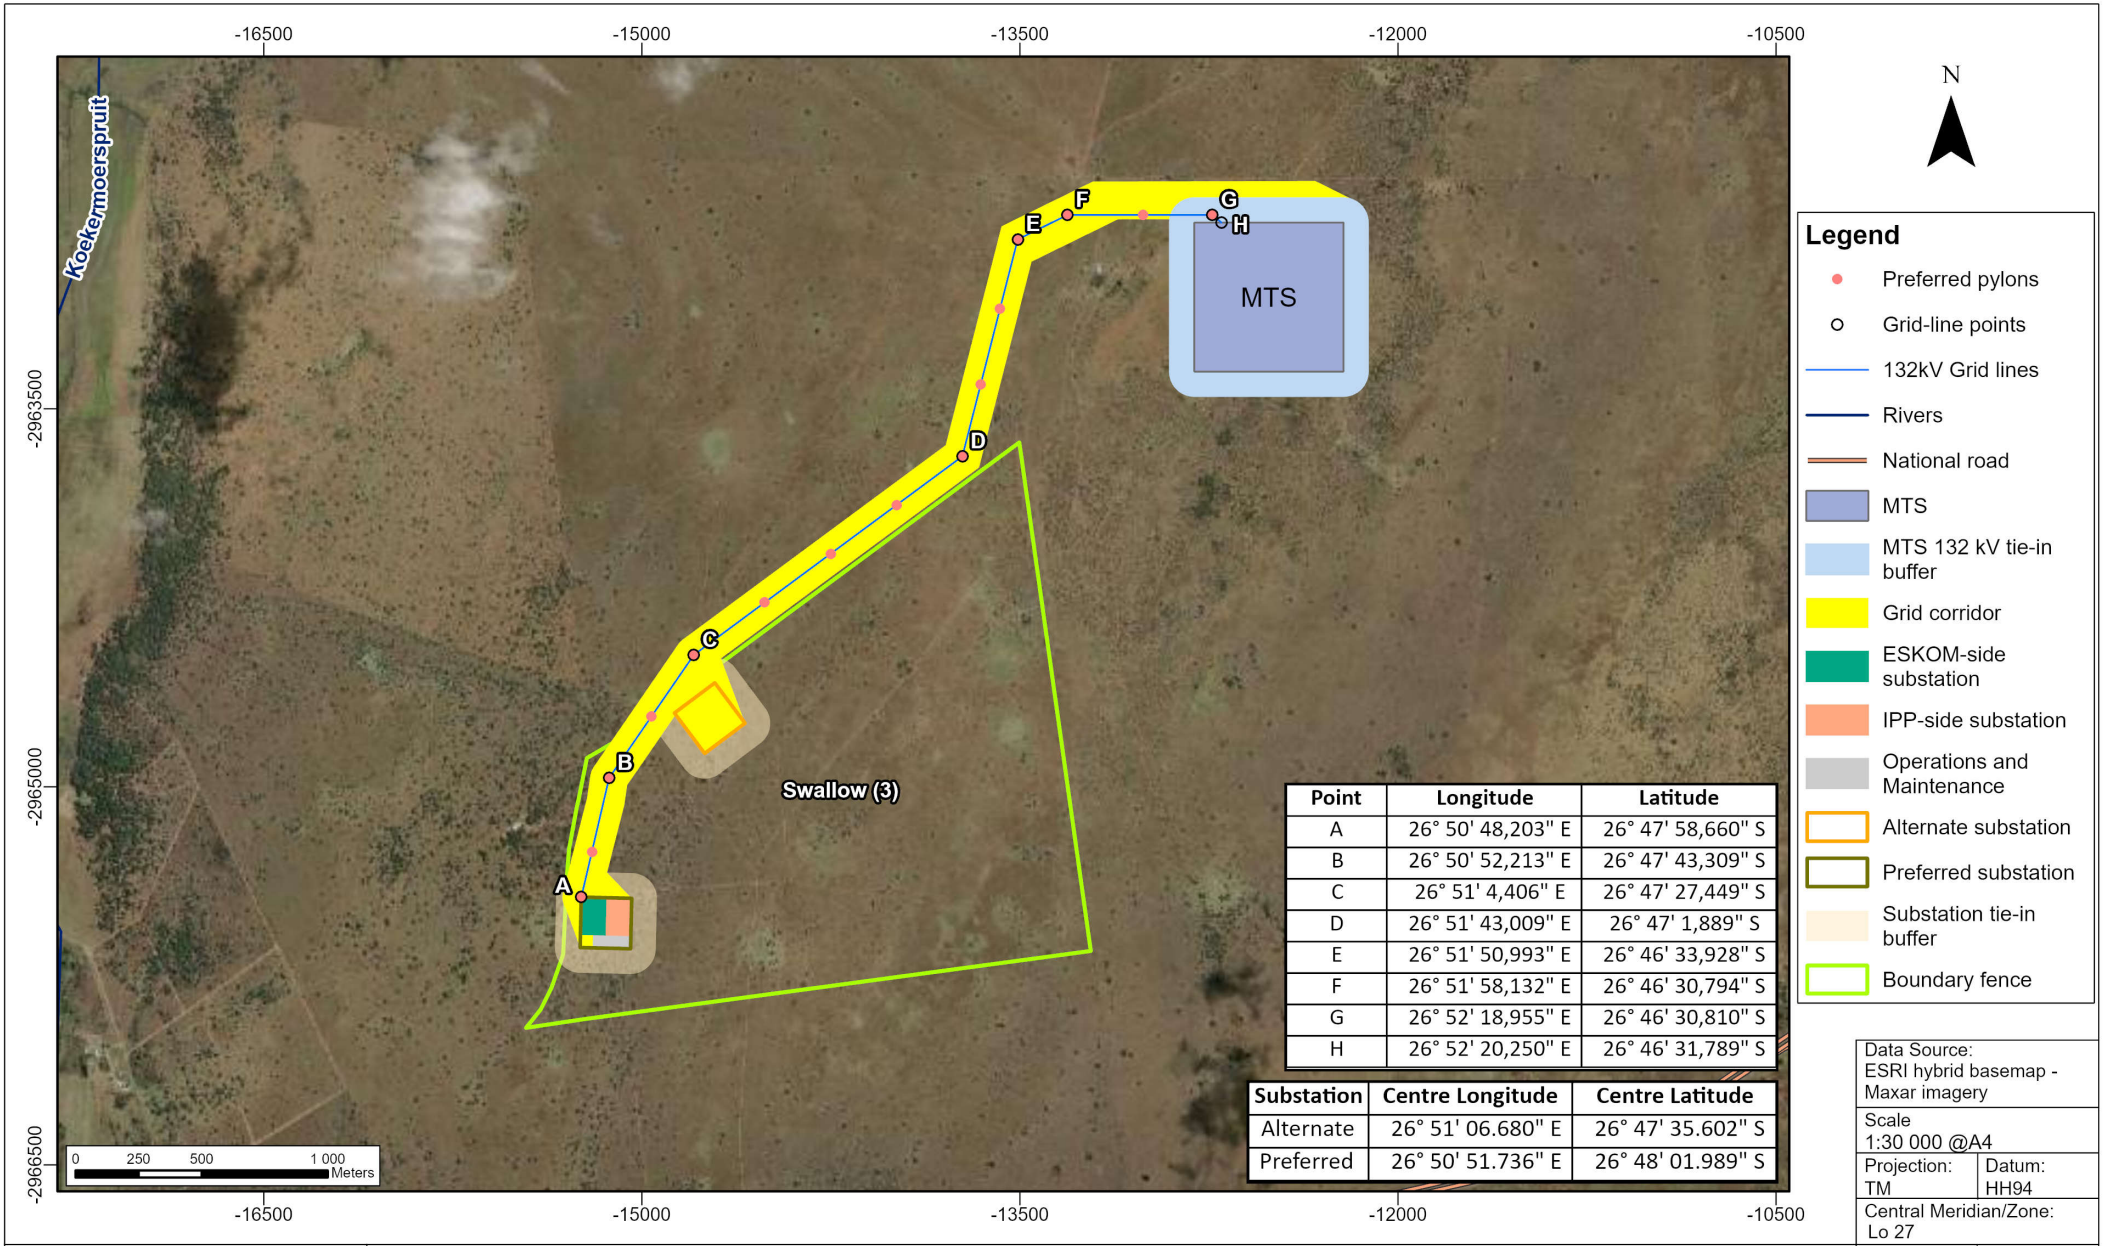 -16500 -15000 -13500 -12000 -10500
N
Koekemoerspruit
G
F
H
E
MTS
-2963500
D
C
B
-2965000
Swallow (3)
A
-2966500
0 250 500 1 000
Meters
-16500 -15000 -13500 -12000 -10500
Point Longitude Latitude
A 26° 50' 48,203" E 26° 47' 58,660" S
B 26° 50' 52,213" E 26° 47' 43,309" S
C 26° 51' 4,406" E 26° 47' 27,449" S
D 26° 51' 43,009" E 26° 47' 1,889" S
E 26° 51' 50,993" E 26° 46' 33,928" S
F 26° 51' 58,132" E 26° 46' 30,794" S
G 26° 52' 18,955" E 26° 46' 30,810" S
H 26° 52' 20,250" E 26° 46' 31,789" S
Substation Centre Longitude Centre Latitude
Alternate 26° 51' 06.680" E 26° 47' 35.602" S
Preferred 26° 50' 51.736" E 26° 48' 01.989" S
Legend
Preferred pylons
Grid-line points
132kV Grid lines
Rivers
National road
MTS
MTS 132 kV tie-in
buffer
Grid corridor
ESKOM-side
substation
IPP-side substation
Operations and
Maintenance
Alternate substation
Preferred substation
Substation tie-in
buffer
Boundary fence
Data Source:
ESRI hybrid basemap -
Maxar imagery
Scale
1:30 000 @A4
Projection: Datum:
TM HH94
Central Meridian/Zone:
Lo 27